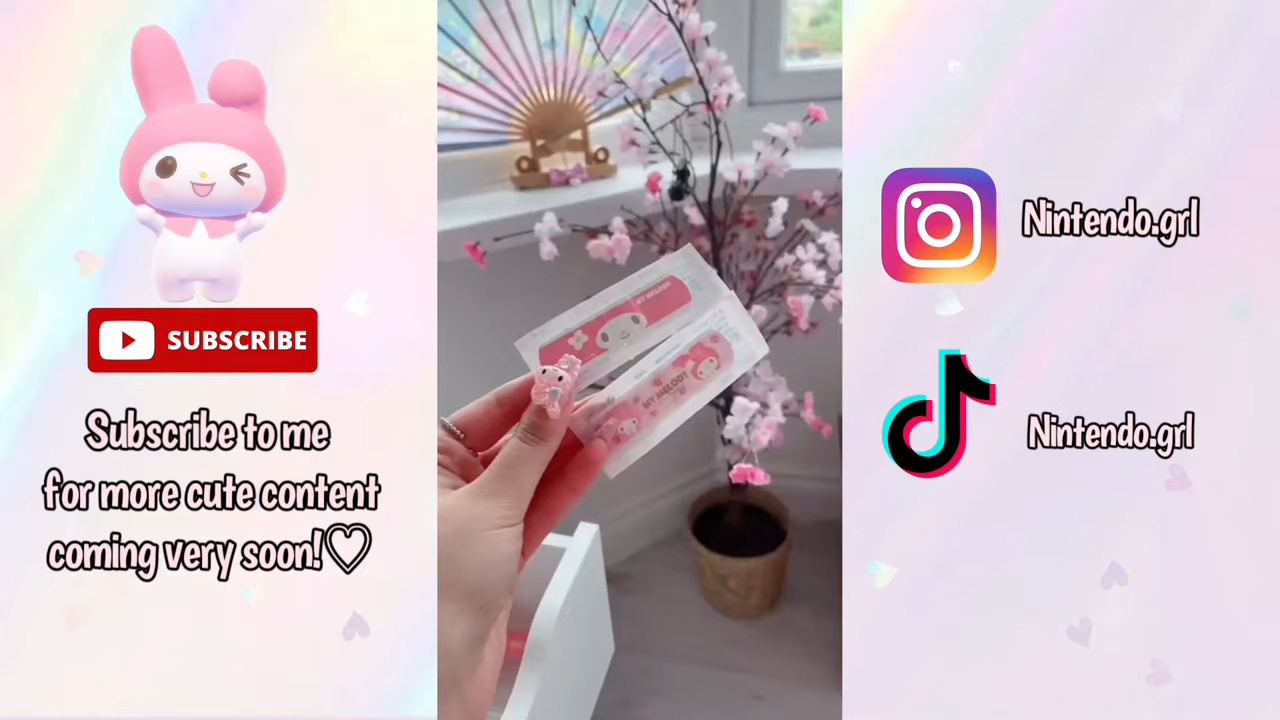 SUBSCRIBE
Subscribe to me
for more cute content
coming very soon!♡
MY MELODY
MY MELODY
Nintendo.grl
Nintendo.grl